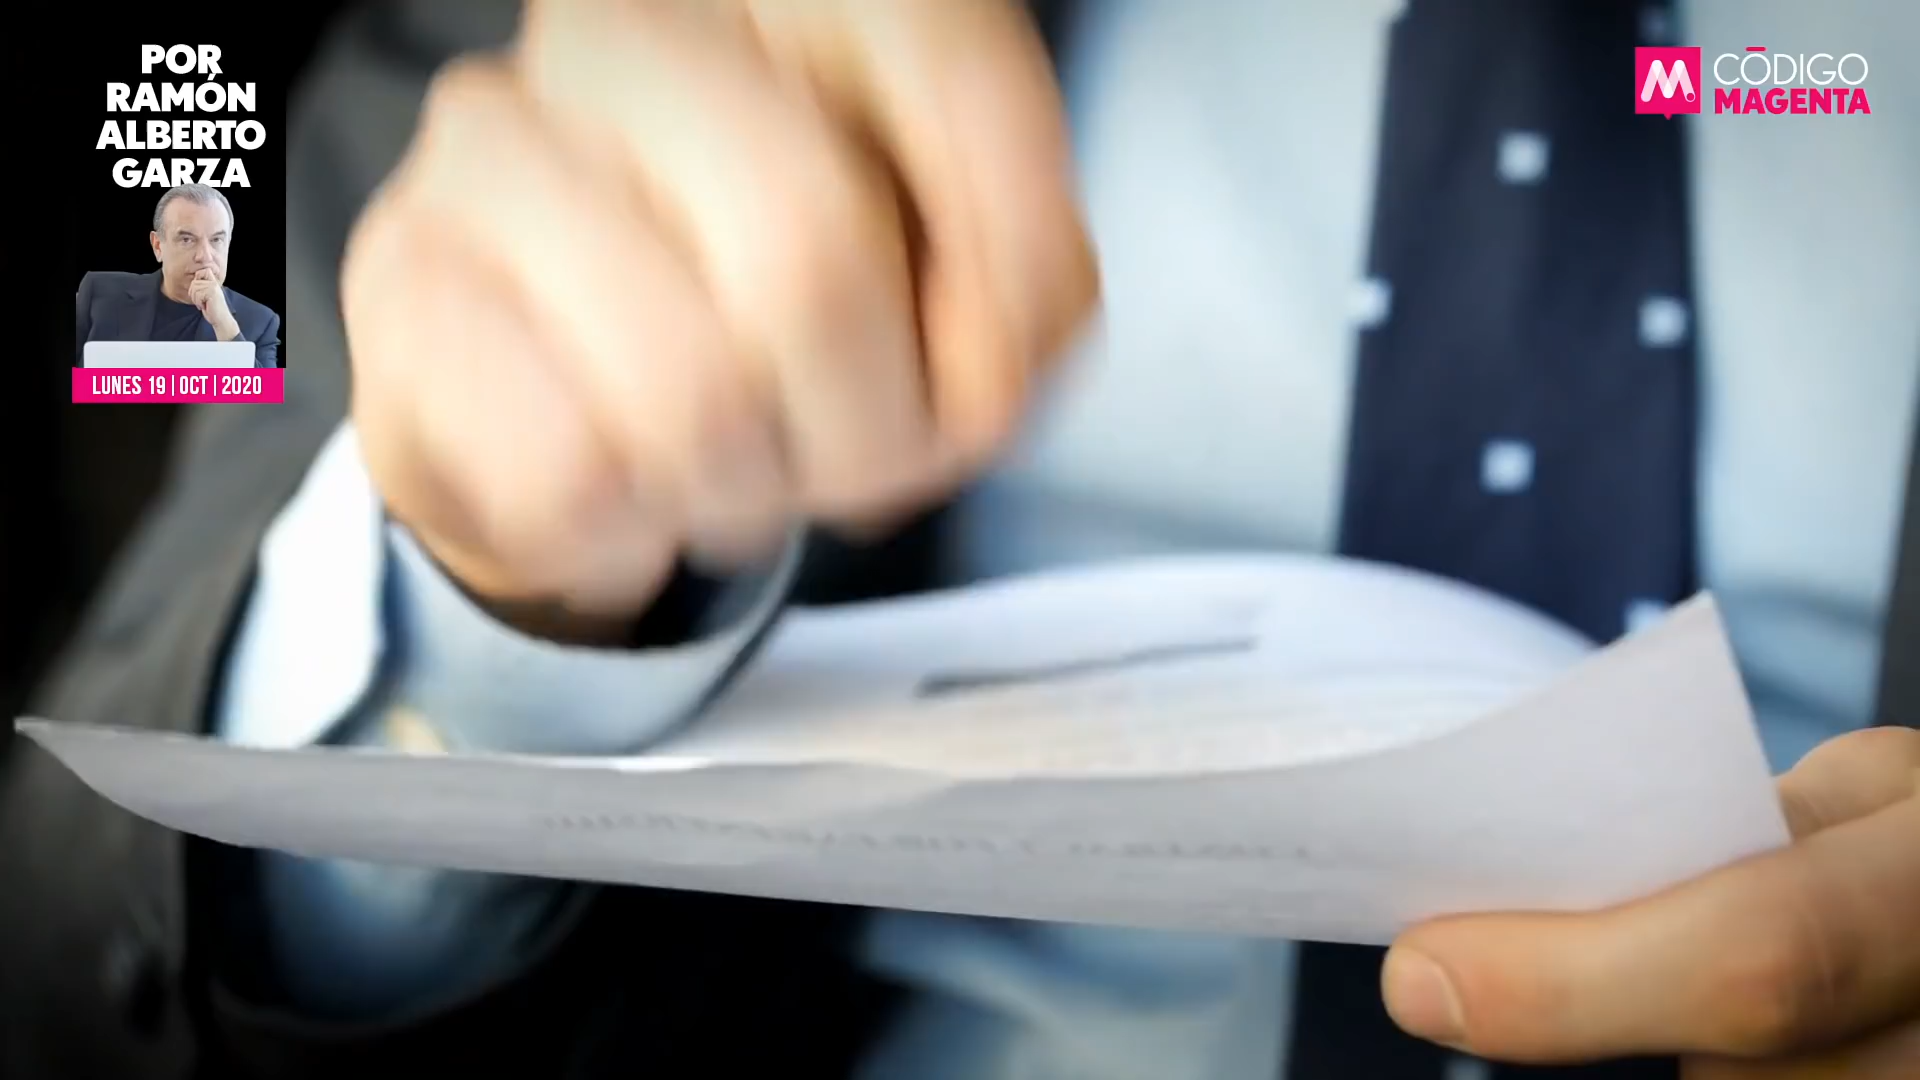 POR
RAMÓN
ALBERTO
GARZA
LUNES 19 | OCT | 2020
CÓDIGO
MAGENTA